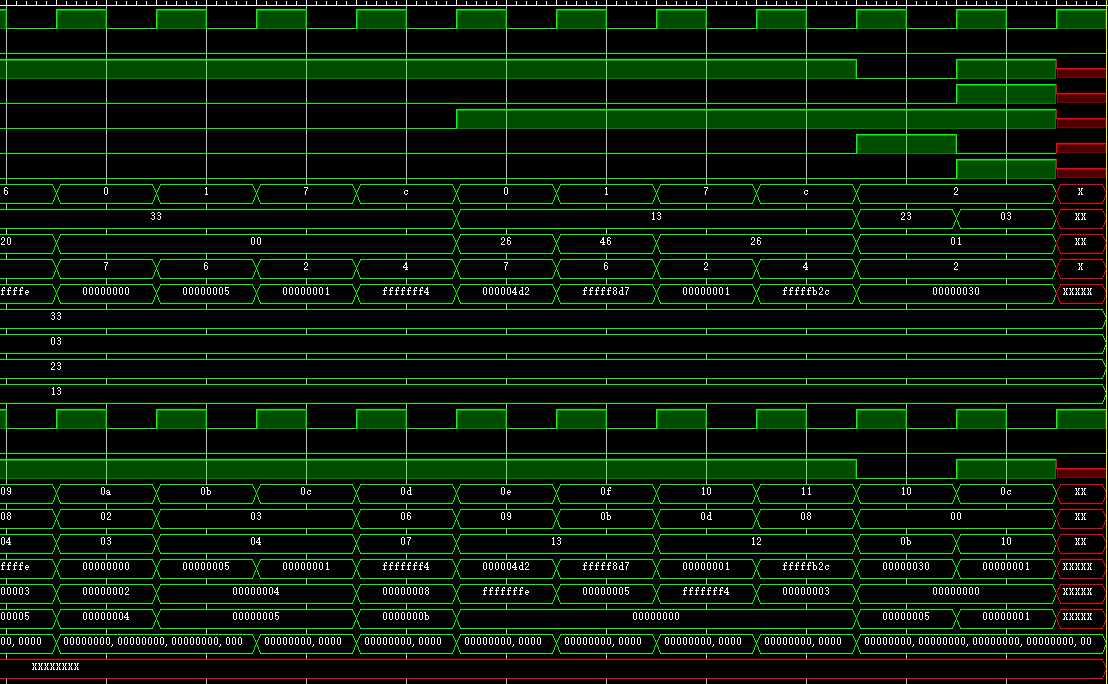 6 0 1 7 c 0 1 7 c 2 X
33 13 23 03 XX
20 00 26 46 26 01 XX
7 6 2 4 7 6 2 4 2 X
ffffe 00000000 00000005 00000001 fffffff4 000004d2 fffff8d7 00000001 fffffb2c 00000030 XXXXX
33
03
23
13
09 0a 0b 0c 0d 0e 0f 10 11 10 0c XX
08 02 03 06 09 0b 0d 08 00 XX
04 03 04 07 13 12 0b 10 XX
ffffe 00000000 00000005 00000001 fffffff4 000004d2 fffff8d7 00000001 fffffb2c 00000030 00000001 XXXXX
00003 00000002 00000004 00000008 fffffffe 00000005 fffffff4 00000003 00000000 XXXXX
00005 00000004 00000005 0000000b 00000000 00000005 00000001 XXXXX
00,0000 00000000,00000000,00000000,000 00000000,0000 00000000,0000 00000000,0000 00000000,0000 00000000,0000 00000000,0000 00000000,00000000,00000000,00000000,00
XXXXXXXX